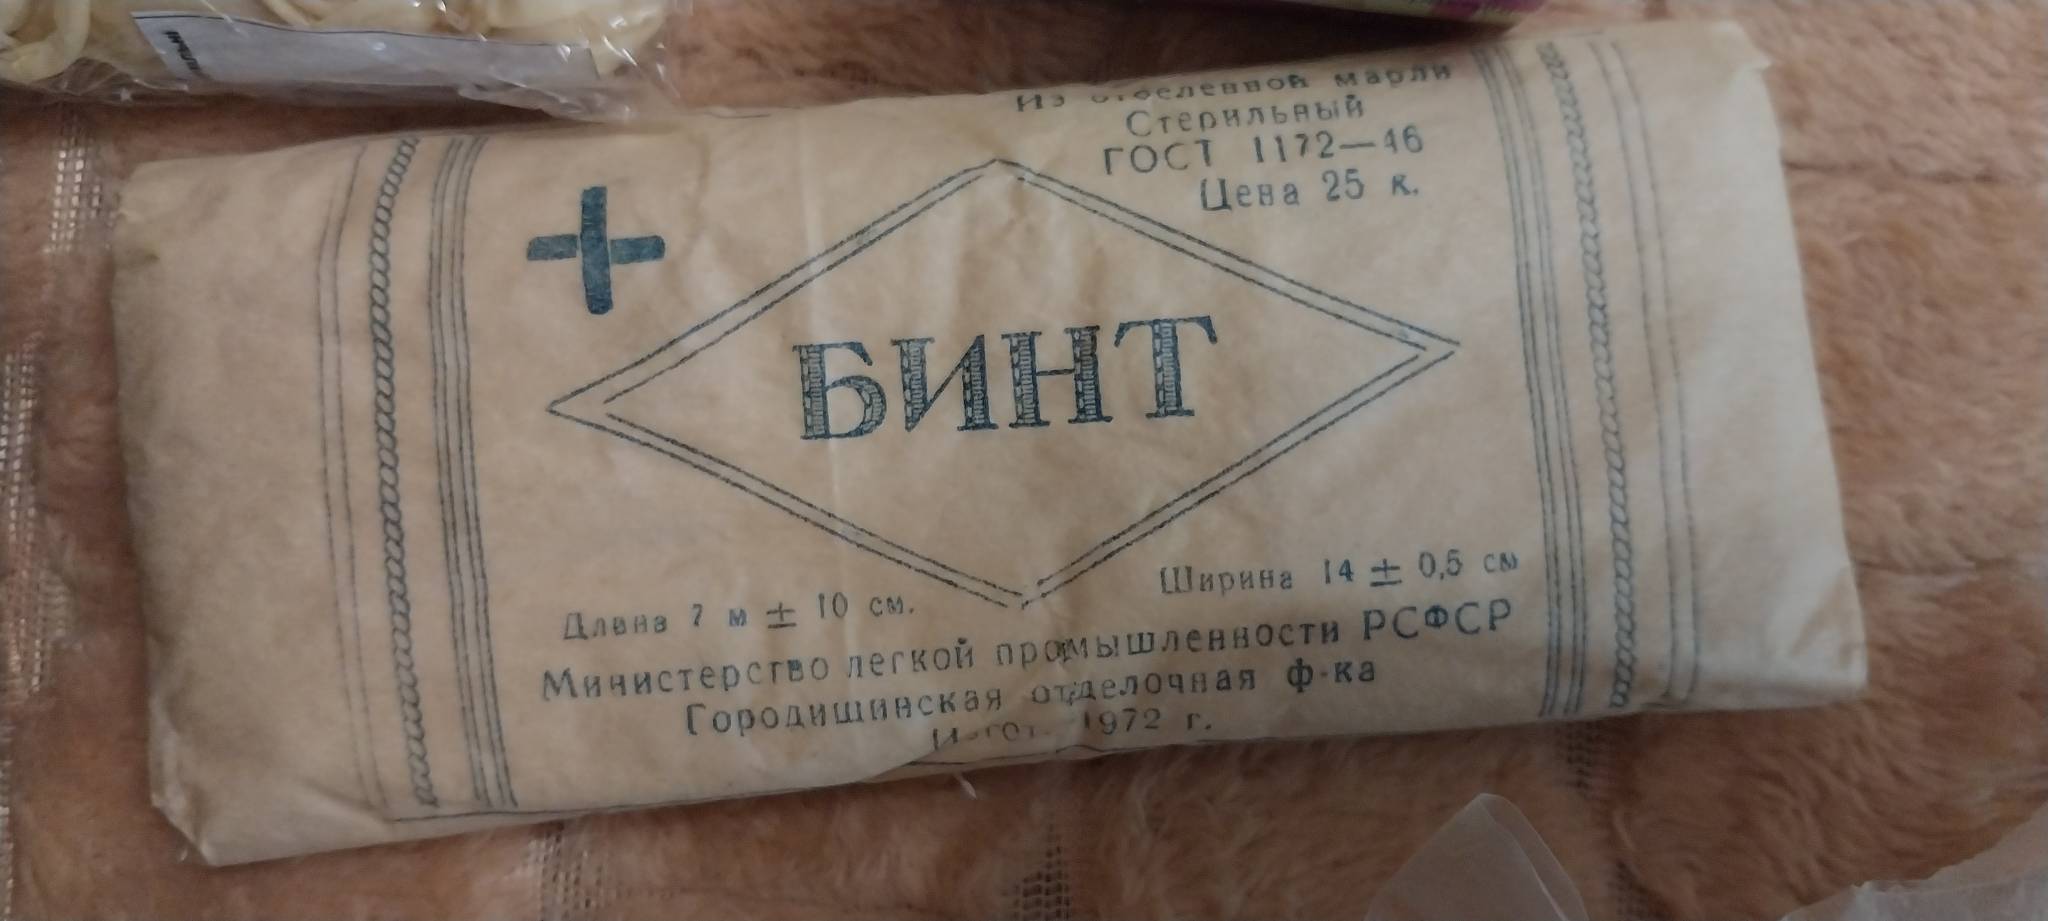 Из отбеленной марли
Стерильный
ГОСТ 1172—46
Цена 25 к.
БИНТ
Длина 7 м ± 10 см.
Ширина 14 ± 0,5 см
Министерство легкой промышленности РСФСР
Городищинская отделочная ф-ка
Изгот. 1972 г.